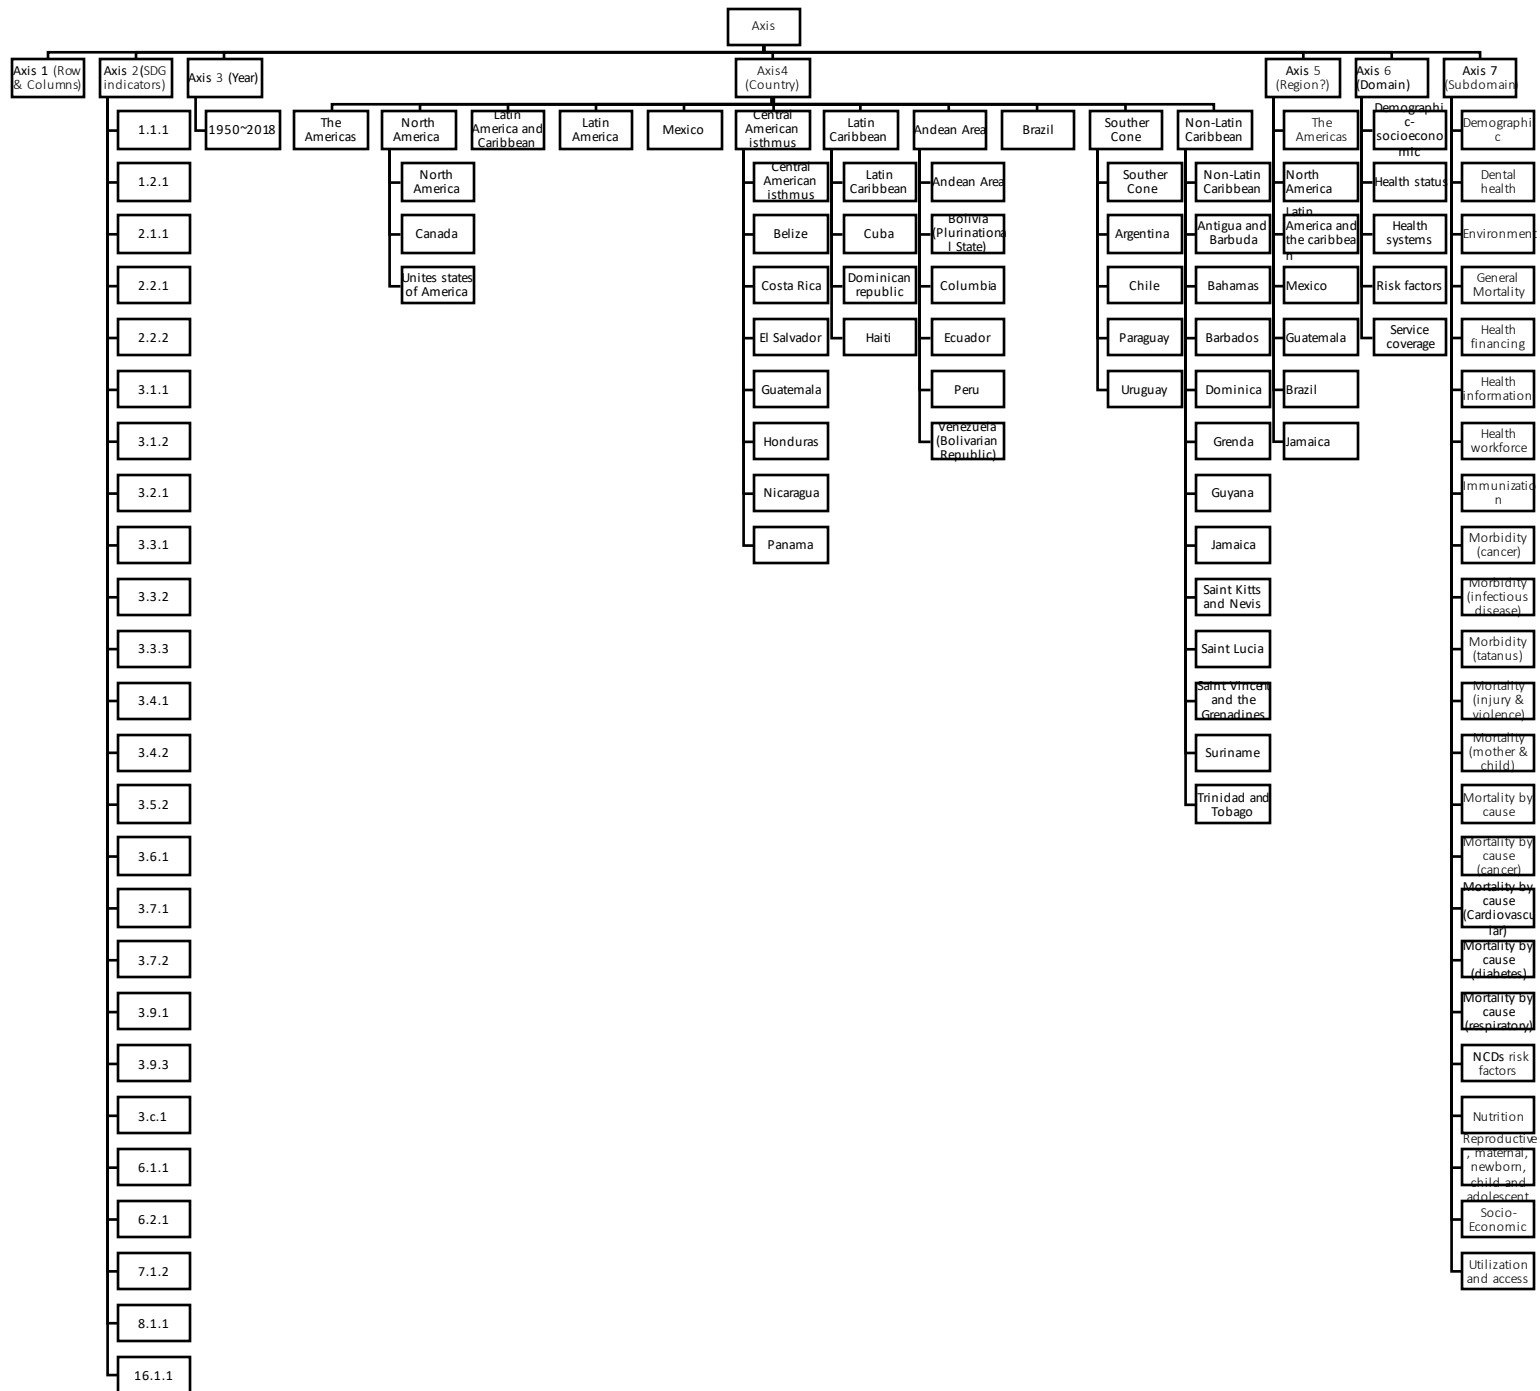 Axis
Axis 1 (Row
& Columns)
Axis 2(SDG
indicators)
Axis 3 (Year)
Axis4
(Country)
Axis 5
(Region?)
Axis 6
(Domain)
Axis 7
(Subdomain)
1.1.1
1.2.1
2.1.1
2.2.1
2.2.2
3.1.1
3.1.2
3.2.1
3.3.1
3.3.2
3.3.3
3.4.1
3.4.2
3.5.2
3.6.1
3.7.1
3.7.2
3.9.1
3.9.3
3.c.1
6.1.1
6.2.1
7.1.2
8.1.1
16.1.1
1950~2018
The
Americas
North
America
North
America
Canada
Unites states
of America
Latin
America and
Caribbean
Latin
America
Mexico
Central
American
isthmus
Central
American
isthmus
Belize
Costa Rica
El Salvador
Guatemala
Honduras
Nicaragua
Panama
Latin
Caribbean
Latin
Caribbean
Cuba
Dominican
republic
Haiti
Andean Area
Andean Area
Bolivia
(Plurinationa
l State)
Columbia
Ecuador
Peru
Venezuela
(Bolivarian
Republic)
Brazil
Souther
Cone
Souther
Cone
Argentina
Chile
Paraguay
Uruguay
Non-Latin
Caribbean
Non-Latin
Caribbean
Antigua and
Barbuda
Bahamas
Barbados
Dominica
Grenda
Guyana
Jamaica
Saint Kitts
and Nevis
Saint Lucia
Saint Vincent
and the
Grenadines
Suriname
Trinidad and
Tobago
The
Americas
North
America
Latin
America and
the caribbea
n
Mexico
Guatemala
Brazil
Jamaica
Demographi
c-
socioecono
mic
Health status
Health
systems
Risk factors
Service
coverage
Demographi
c
Dental
health
Environment
General
Mortality
Health
financing
Health
information
Health
workforce
Immunizatio
n
Morbidity
(cancer)
Morbidity
(infectious
disease)
Morbidity
(tatanus)
Mortality
(injury &
violence)
Mortality
(mother &
child)
Mortality by
cause
Mortality by
cause
(cancer)
Mortality by
cause
(Cardiovascu
lar)
Mortality by
cause
(diabetes)
Mortality by
cause
(respiratory)
NCDs risk
factors
Nutrition
Reproductive
, maternal,
newborn,
child and
adolescent
Socio-
Economic
Utilization
and access